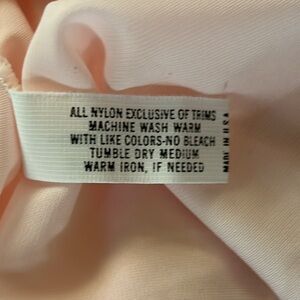 ALL NYLON EXCLUSIVE OF TRIMS
MACHINE WASH WARM
WITH LIKE COLORS-NO BLEACH
TUMBLE DRY MEDIUM
WARM IRON, IF NEEDED
MADE IN U.S.A